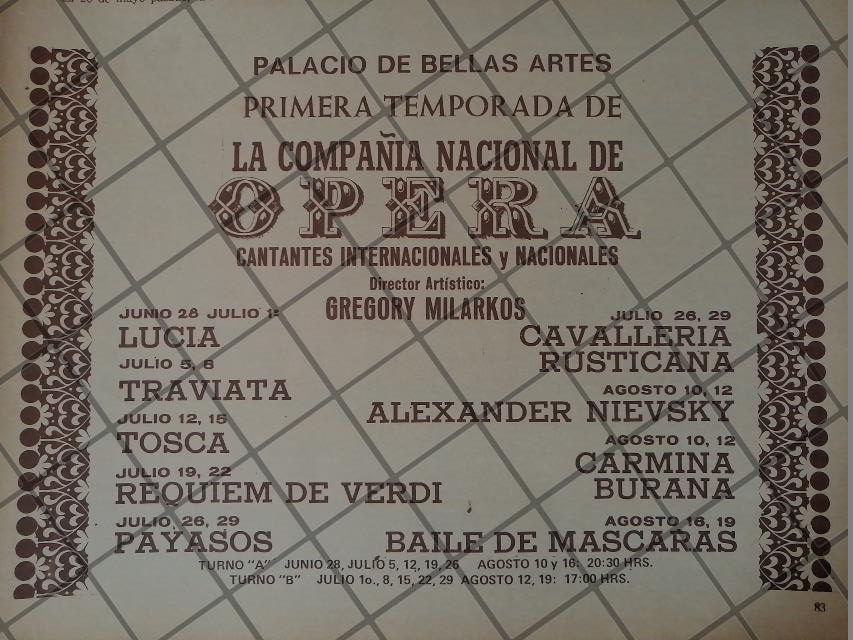 PALACIO DE BELLAS ARTES
PRIMERA TEMPORADA DE
LA COMPAÑIA NACIONAL DE
OPERA
CANTANTES INTERNACIONALES y NACIONALES
Director Artístico:
GREGORY MILARKOS
JUNIO 28 JULIO 1º
LUCIA
JULIO 5, 8
TRAVIATA
JULIO 12, 15
TOSCA
JULIO 19, 22
REQUIEM DE VERDI
JULIO 26, 29
PAYASOS
JULIO 26, 29
CAVALLERIA
RUSTICANA
AGOSTO 10, 12
ALEXANDER NIEVSKY
AGOSTO 10, 12
CARMINA
BURANA
AGOSTO 16, 19
BAILE DE MASCARAS
TURNO "A" JUNIO 28, JULIO 5, 12, 19, 26 AGOSTO 10 y 16: 20:30 HRS.
TURNO "B" JULIO 1o., 8, 15, 22, 29 AGOSTO 12, 19: 17:00 HRS.
83